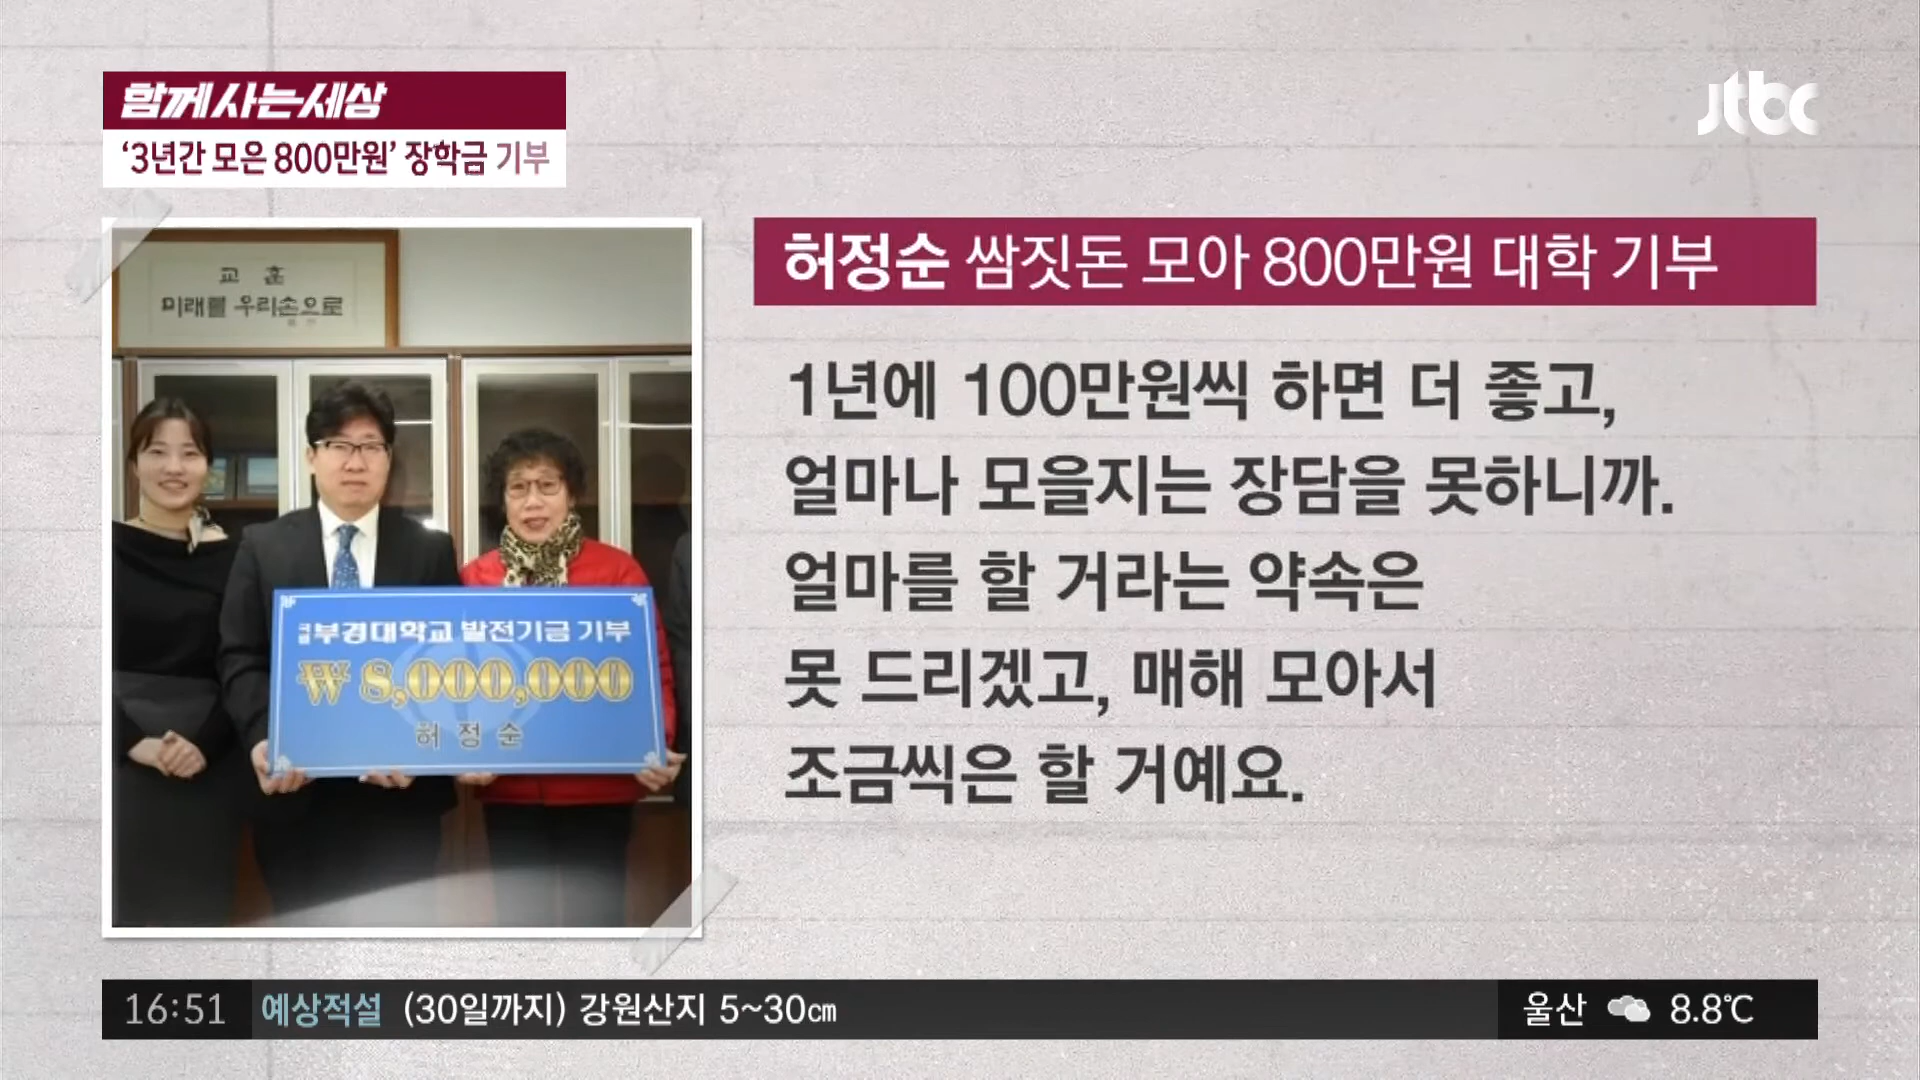 함께 사는 세상
‘3년간 모은 800만원’ 장학금 기부
jtbc
교 훈
미래를 우리손으로
국립부경대학교 발전기금 기부
₩ 8,000,000
허 정 순
허정순 쌈짓돈 모아 800만원 대학 기부
1년에 100만원씩 하면 더 좋고,
얼마나 모을지는 장담을 못하니까.
얼마를 할 거라는 약속은
못 드리겠고, 매해 모아서
조금씩은 할 거예요.
16:51 예상적설 (30일까지) 강원산지 5~30㎝
울산 8.8℃